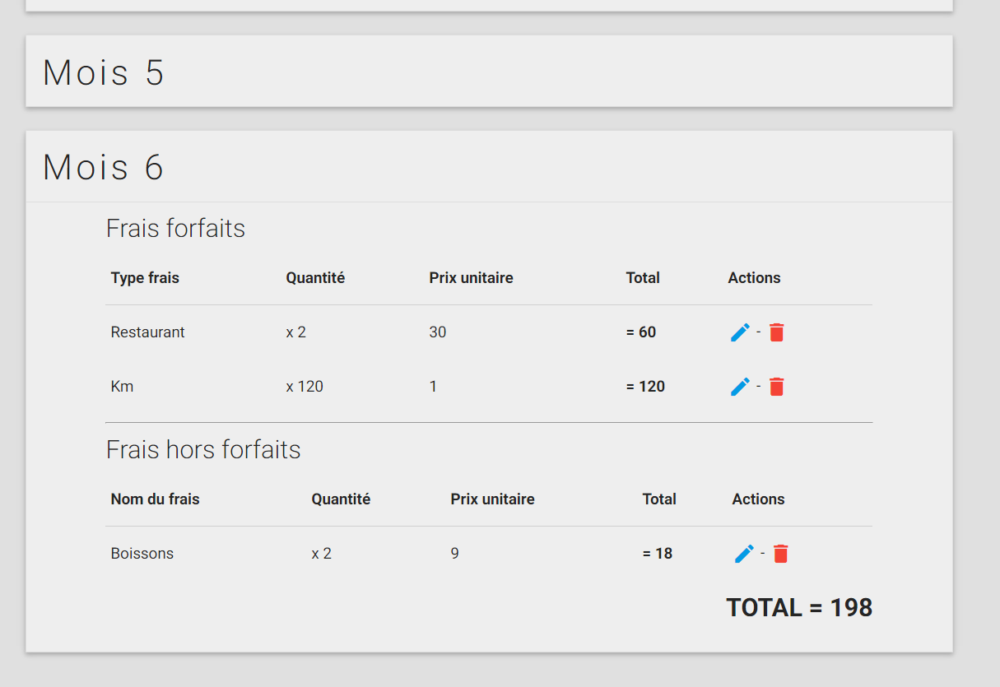 Mois 5
Mois 6
Frais forfaits
Type frais Quantité Prix unitaire Total Actions
Restaurant x 2 30 = 60 -
Km x 120 1 = 120 -
Frais hors forfaits
Nom du frais Quantité Prix unitaire Total Actions
Boissons x 2 9 = 18 -
TOTAL = 198